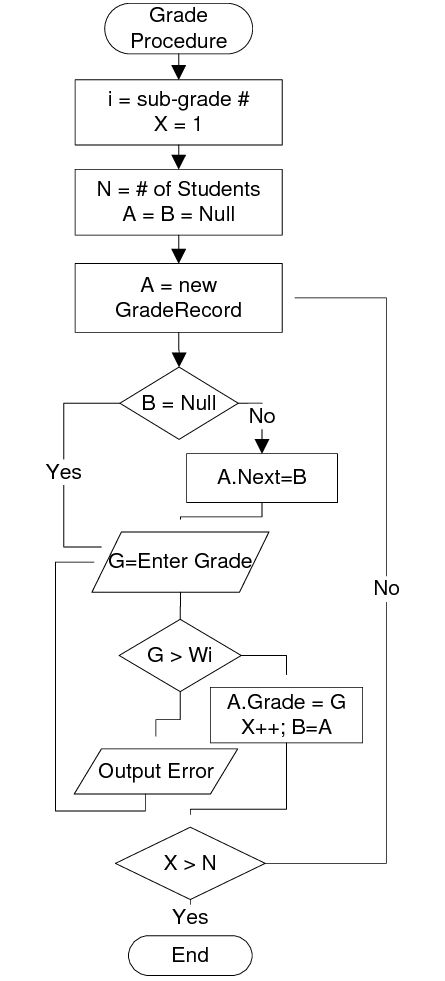 Grade
Procedure
i = sub-grade #
X = 1
N = # of Students
A = B = Null
A = new
GradeRecord
B = Null
No
Yes
A.Next=B
G=Enter Grade
No
G > Wi
A.Grade = G
X++; B=A
Output Error
X > N
Yes
End